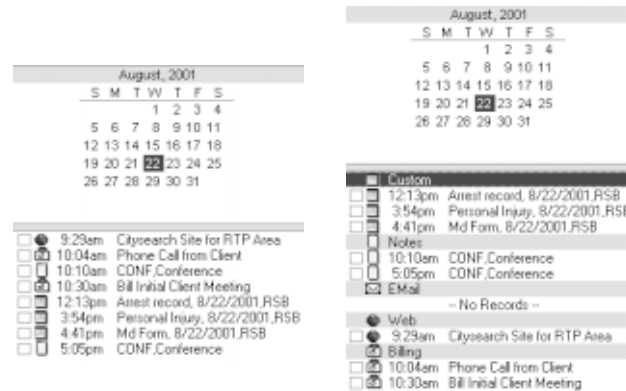 August, 2001
S M T W T F S
1 2 3 4
5 6 7 8 9 10 11
12 13 14 15 16 17 18
19 20 21 22 23 24 25
26 27 28 29 30 31
9:29am Citysearch Site for RTP Area
10:04am Phone Call from Client
10:10am CONF,Conference
10:30am Bill Initial Client Meeting
12:13pm Arrest record, 8/22/2001,RSB
3:54pm Personal Injury, 8/22/2001,RSB
4:41pm Md Form, 8/22/2001,RSB
5:05pm CONF,Conference
August, 2001
S M T W T F S
1 2 3 4
5 6 7 8 9 10 11
12 13 14 15 16 17 18
19 20 21 22 23 24 25
26 27 28 29 30 31
Custom
12:13pm Arrest record, 8/22/2001,RSB
3:54pm Personal Injury, 8/22/2001,RSB
4:41pm Md Form, 8/22/2001,RSB
Notes
10:10am CONF,Conference
5:05pm CONF,Conference
EMail
-- No Records --
Web
9:29am Citysearch Site for RTP Area
Billing
10:04am Phone Call from Client
10:30am Bill Initial Client Meeting